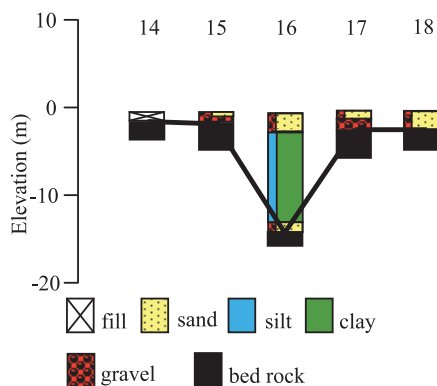 14 15 16 17 18
10
0
-10
-20
Elevation (m)
fill sand silt clay
gravel bed rock